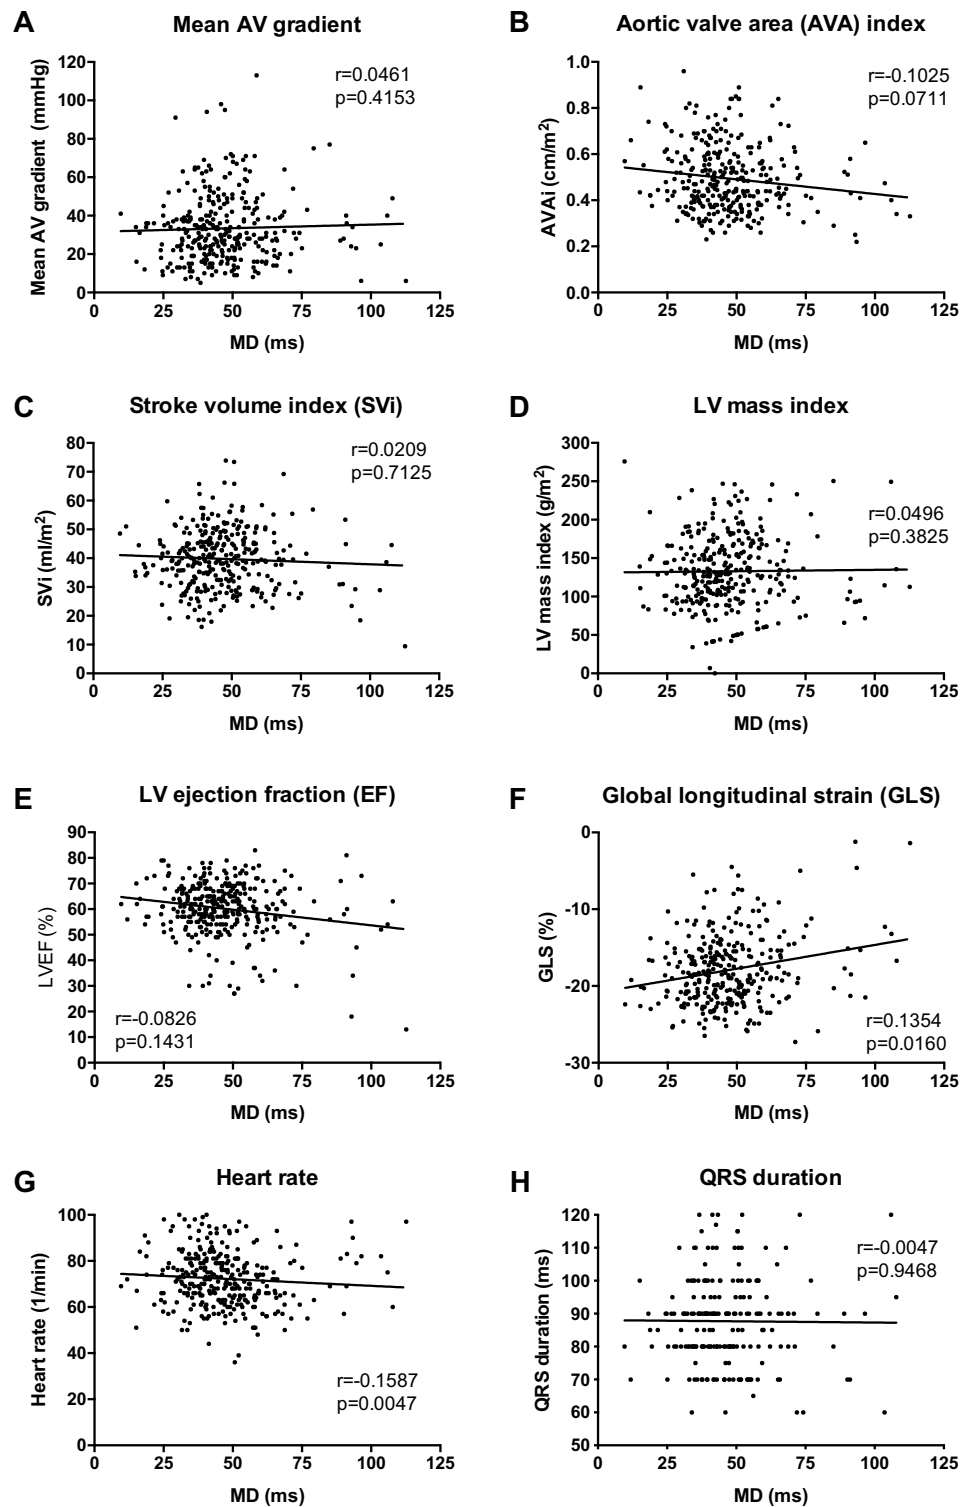 A
Mean AV gradient
Mean AV gradient (mmHg)
120
100
80
60
40
20
0
r=0.0461
p=0.4153
0 25 50 75 100 125
MD (ms)
B
Aortic valve area (AVA) index
AVAi (cm/m²)
1.0
0.8
0.6
0.4
0.2
0.0
r=-0.1025
p=0.0711
0 25 50 75 100 125
MD (ms)
C
Stroke volume index (SVi)
SVi (ml/m²)
80
70
60
50
40
30
20
10
0
r=0.0209
p=0.7125
0 25 50 75 100 125
MD (ms)
D
LV mass index
LV mass index (g/m²)
300
250
200
150
100
50
0
r=0.0496
p=0.3825
0 25 50 75 100 125
MD (ms)
E
LV ejection fraction (EF)
LVEF (%)
90
80
70
60
50
40
30
20
10
0
r=-0.0826
p=0.1431
0 25 50 75 100 125
MD (ms)
F
Global longitudinal strain (GLS)
GLS (%)
0
-10
-20
-30
r=0.1354
p=0.0160
0 25 50 75 100 125
MD (ms)
G
Heart rate
Heart rate (1/min)
100
80
60
40
20
0
r=-0.1587
p=0.0047
0 25 50 75 100 125
MD (ms)
H
QRS duration
QRS duration (ms)
120
110
100
90
80
70
60
50
r=-0.0047
p=0.9468
0 25 50 75 100 125
MD (ms)